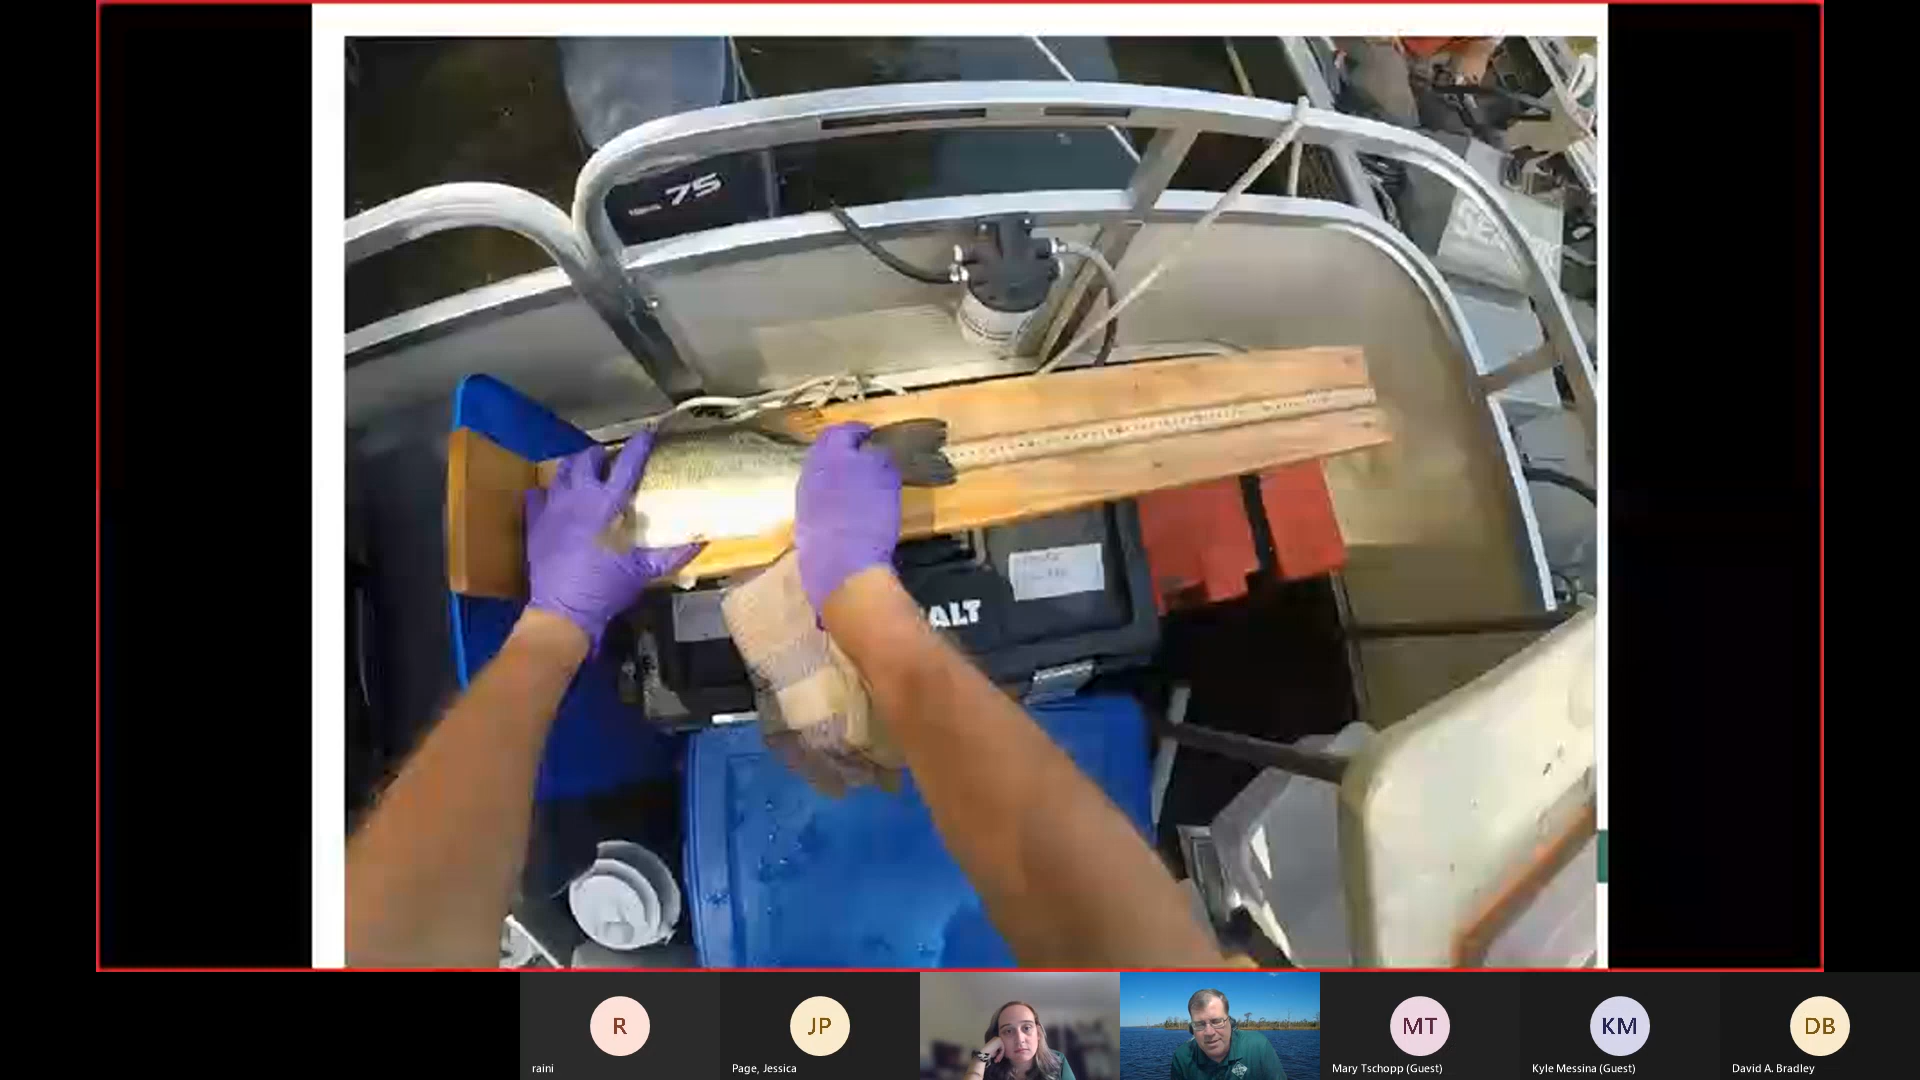 75
ALT
R
JP
MT
KM
DB
raini
Page, Jessica
Mary Tschopp (Guest)
Kyle Messina (Guest)
David A. Bradley